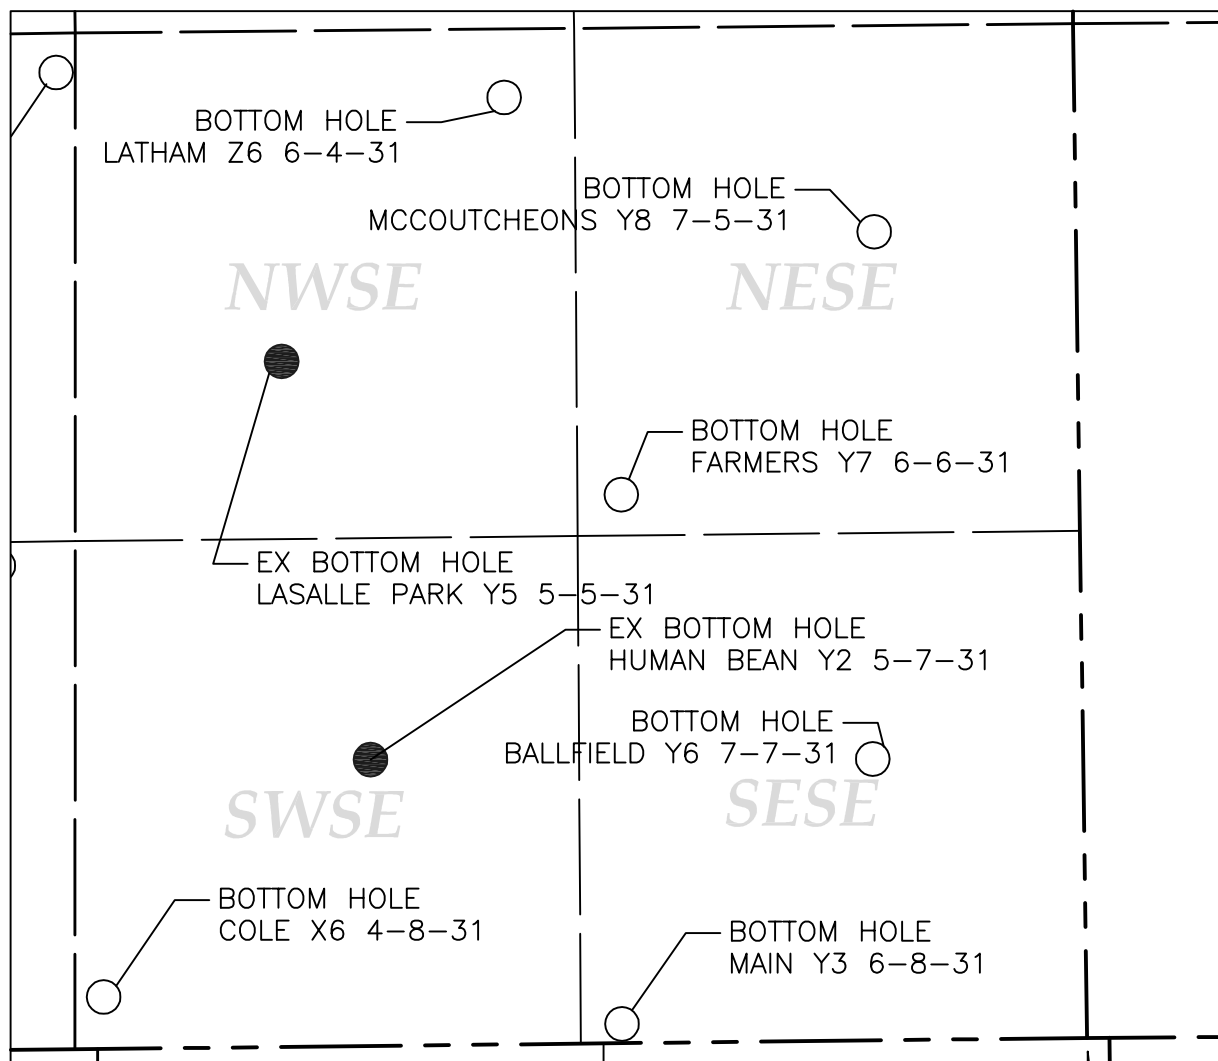 BOTTOM HOLE
LATHAM Z6 6-4-31
BOTTOM HOLE
MCCOUTCHEONS Y8 7-5-31
NWSE
NESE
BOTTOM HOLE
FARMERS Y7 6-6-31
EX BOTTOM HOLE
LASALLE PARK Y5 5-5-31
EX BOTTOM HOLE
HUMAN BEAN Y2 5-7-31
BOTTOM HOLE
BALLFIELD Y6 7-7-31
SWSE
SESE
BOTTOM HOLE
COLE X6 4-8-31
BOTTOM HOLE
MAIN Y3 6-8-31